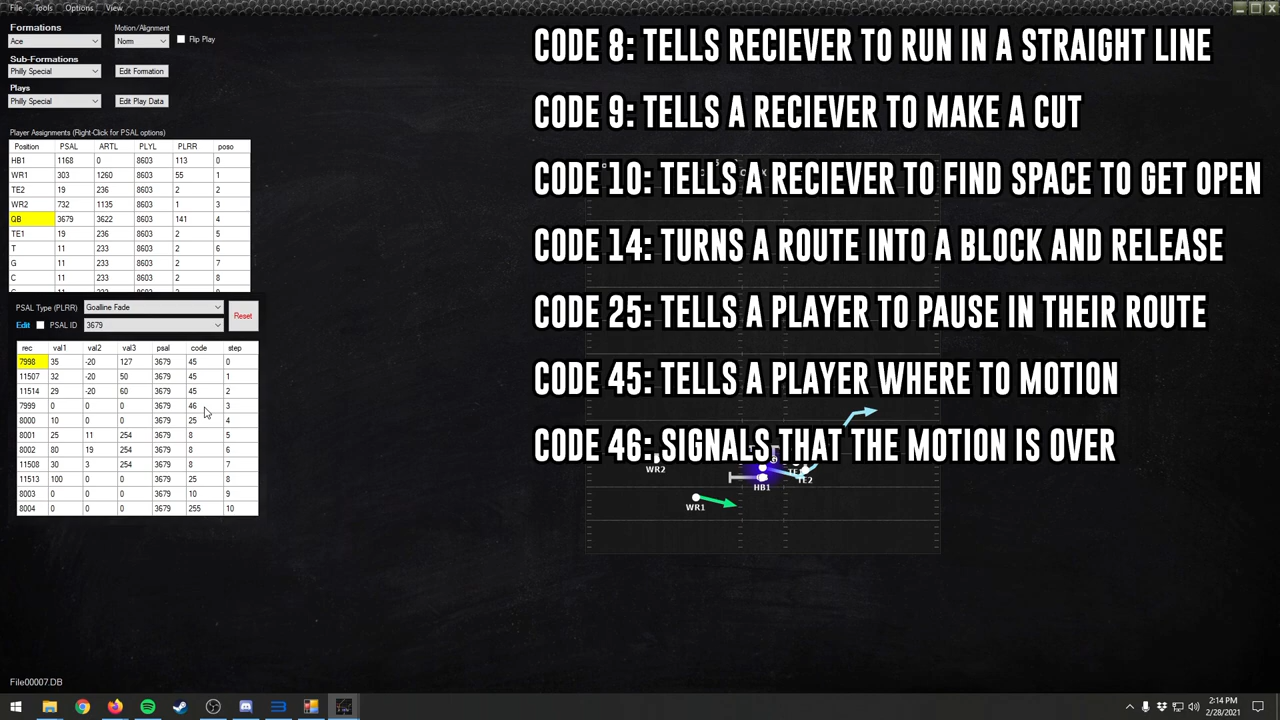 File Tools Options View
Formations Motion/Alignment
Ace Norm Flip Play
Sub-Formations
Philly Special Edit Formation
Plays
Philly Special Edit Play Data
Player Assignments (Right-Click for PSAL options)
Position PSAL ARTL PLYL PLRR poso
HB1 1168 0 8603 113 0
WR1 303 1260 8603 55 1
TE2 19 236 8603 2 2
WR2 732 1135 8603 1 3
QB 3679 3622 8603 141 4
TE1 19 236 8603 2 5
T 11 233 8603 2 6
G 11 233 8603 2 7
C 11 233 8603 2 8
PSAL Type (PLRR) Goalline Fade Reset
Edit PSAL ID 3679
rec val1 val2 val3 psal code step
7998 35 -20 127 3679 45 0
11507 32 -20 50 3679 45 1
11514 29 -20 60 3679 45 2
7999 0 0 0 3679 46 3
8000 10 0 0 3679 25 4
8001 25 11 254 3679 8 5
8002 80 19 254 3679 8 6
11508 30 3 254 3679 8 7
11513 100 0 0 3679 25 8
8003 0 0 0 3679 10 9
8004 0 0 0 3679 255 10
CODE 8: TELLS RECIEVER TO RUN IN A STRAIGHT LINE
CODE 9: TELLS A RECIEVER TO MAKE A CUT
CODE 10: TELLS A RECIEVER TO FIND SPACE TO GET OPEN
CODE 14: TURNS A ROUTE INTO A BLOCK AND RELEASE
CODE 25: TELLS A PLAYER TO PAUSE IN THEIR ROUTE
CODE 45: TELLS A PLAYER WHERE TO MOTION
CODE 46: SIGNALS THAT THE MOTION IS OVER
WR2
TE2
HB1
WR1
File00007.DB
2:14 PM
2/28/2021